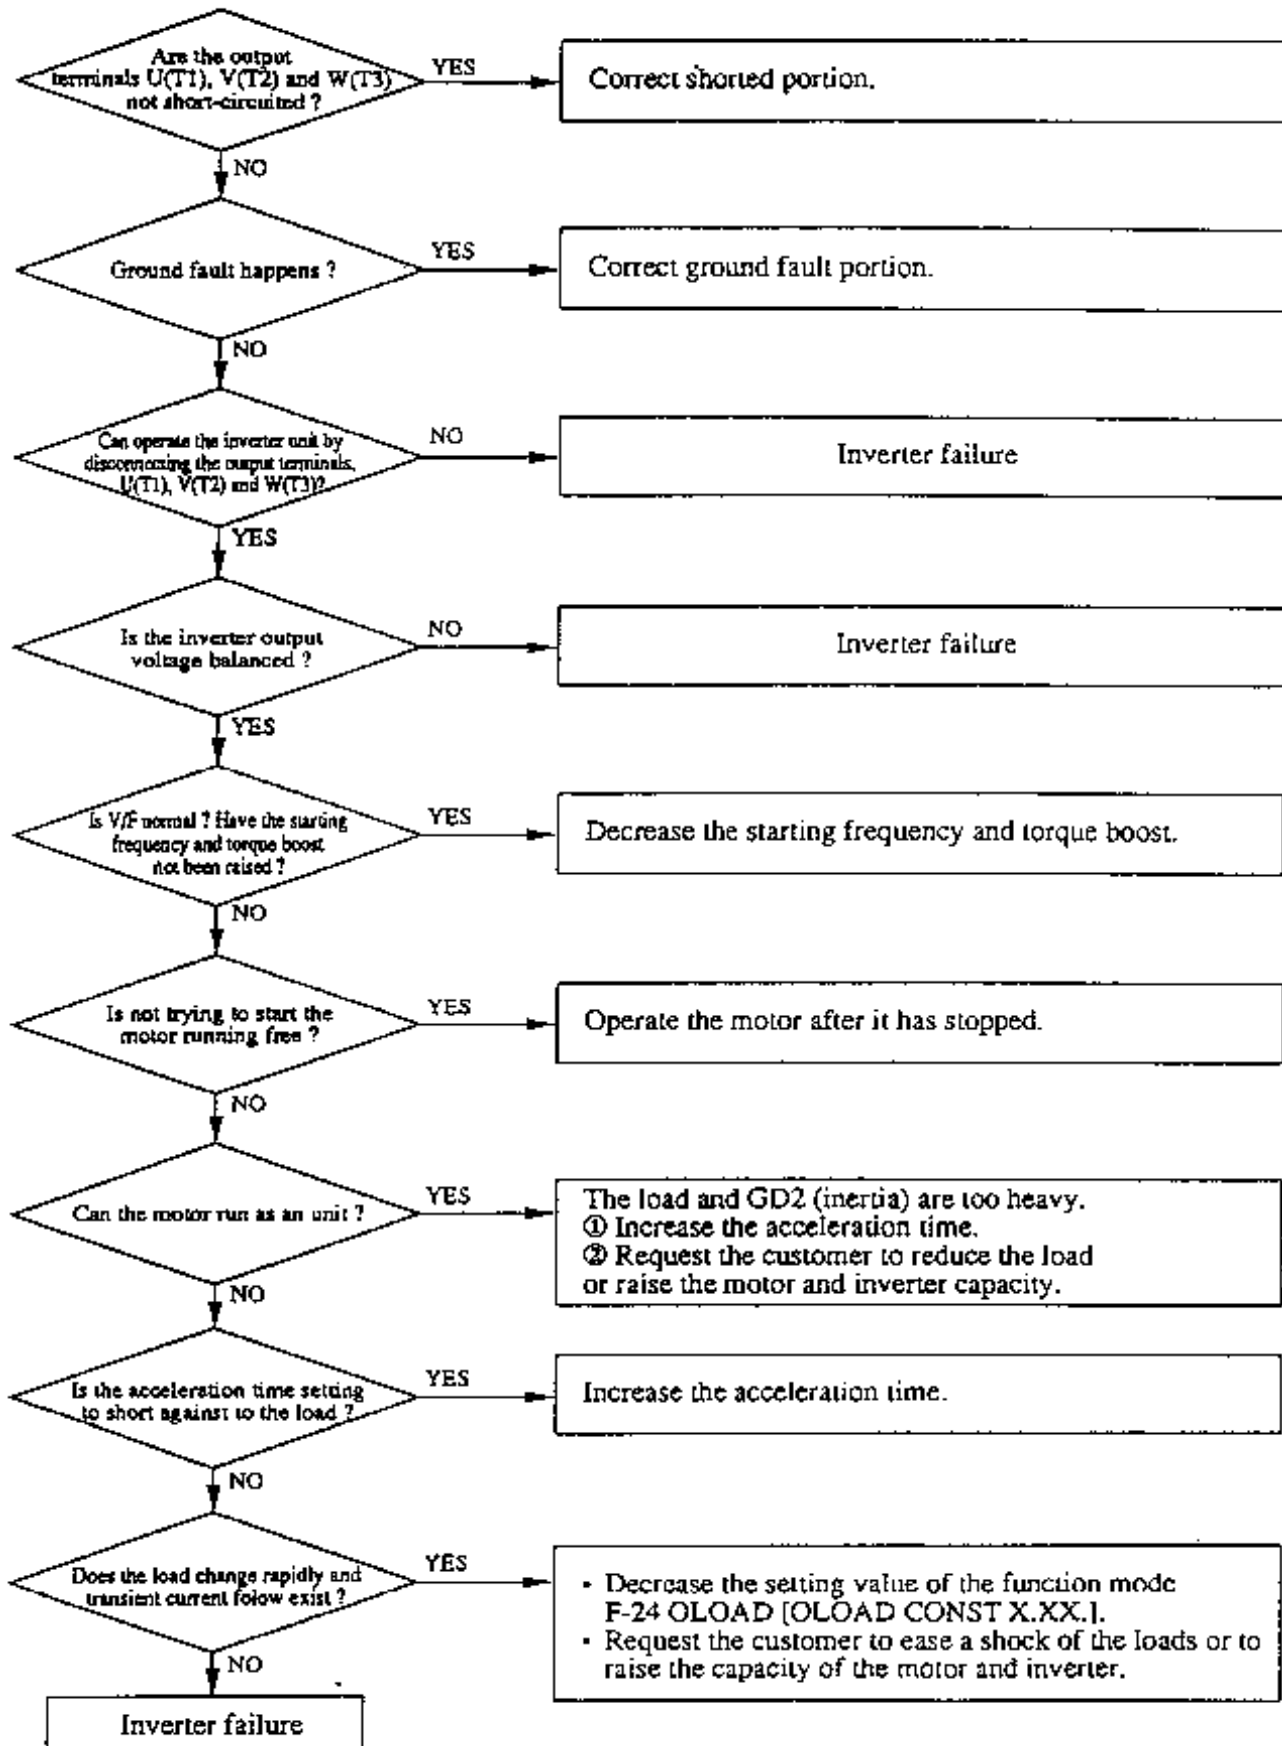 Are the output
terminals U(T1), V(T2) and W(T3)
not short-circuited ?
YES
Correct shorted portion.
NO
Ground fault happens ?
YES
Correct ground fault portion.
NO
Can operate the inverter unit by
disconnecting the output terminals,
U(T1), V(T2) and W(T3)?
NO
Inverter failure
YES
Is the inverter output
voltage balanced ?
NO
Inverter failure
YES
Is V/F normal ? Have the starting
frequency and torque boost
not been raised ?
YES
Decrease the starting frequency and torque boost.
NO
Is not trying to start the
motor running free ?
YES
Operate the motor after it has stopped.
NO
Can the motor run as an unit ?
YES
The load and GD2 (inertia) are too heavy.
① Increase the acceleration time.
② Request the customer to reduce the load
or raise the motor and inverter capacity.
NO
Is the acceleration time setting
to short against to the load ?
YES
Increase the acceleration time.
NO
Does the load change rapidly and
transient current folow exist ?
YES
• Decrease the setting value of the function mode
F-24 OLOAD [OLOAD CONST X.XX.].
• Request the customer to ease a shock of the loads or to
raise the capacity of the motor and inverter.
NO
Inverter failure